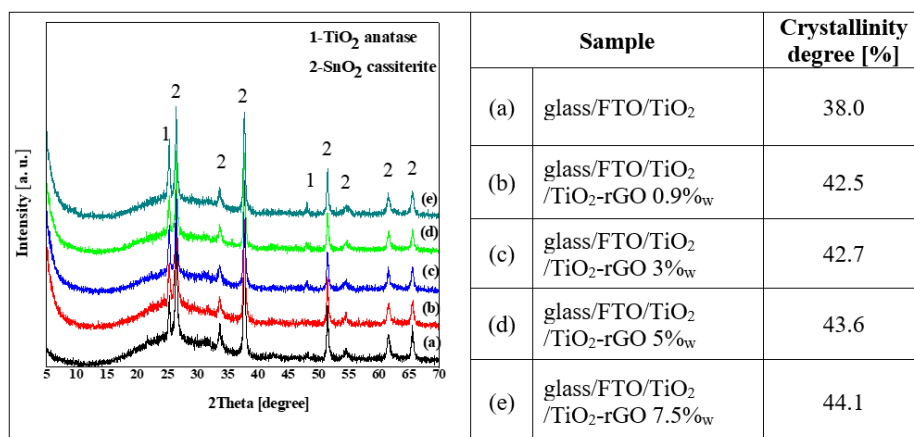 1-TiO₂ anatase
2-SnO₂ cassiterite
2
2
1
2
2
1
2
2
2
(e)
(d)
(c)
(b)
(a)
Intensity [a. u.]
5 10 15 20 25 30 35 40 45 50 55 60 65 70
2Theta [degree]
Sample
Crystallinity
degree [%]
(a) glass/FTO/TiO₂ 38.0
(b) glass/FTO/TiO₂
/TiO₂-rGO 0.9%w 42.5
(c) glass/FTO/TiO₂
/TiO₂-rGO 3%w 42.7
(d) glass/FTO/TiO₂
/TiO₂-rGO 5%w 43.6
(e) glass/FTO/TiO₂
/TiO₂-rGO 7.5%w 44.1